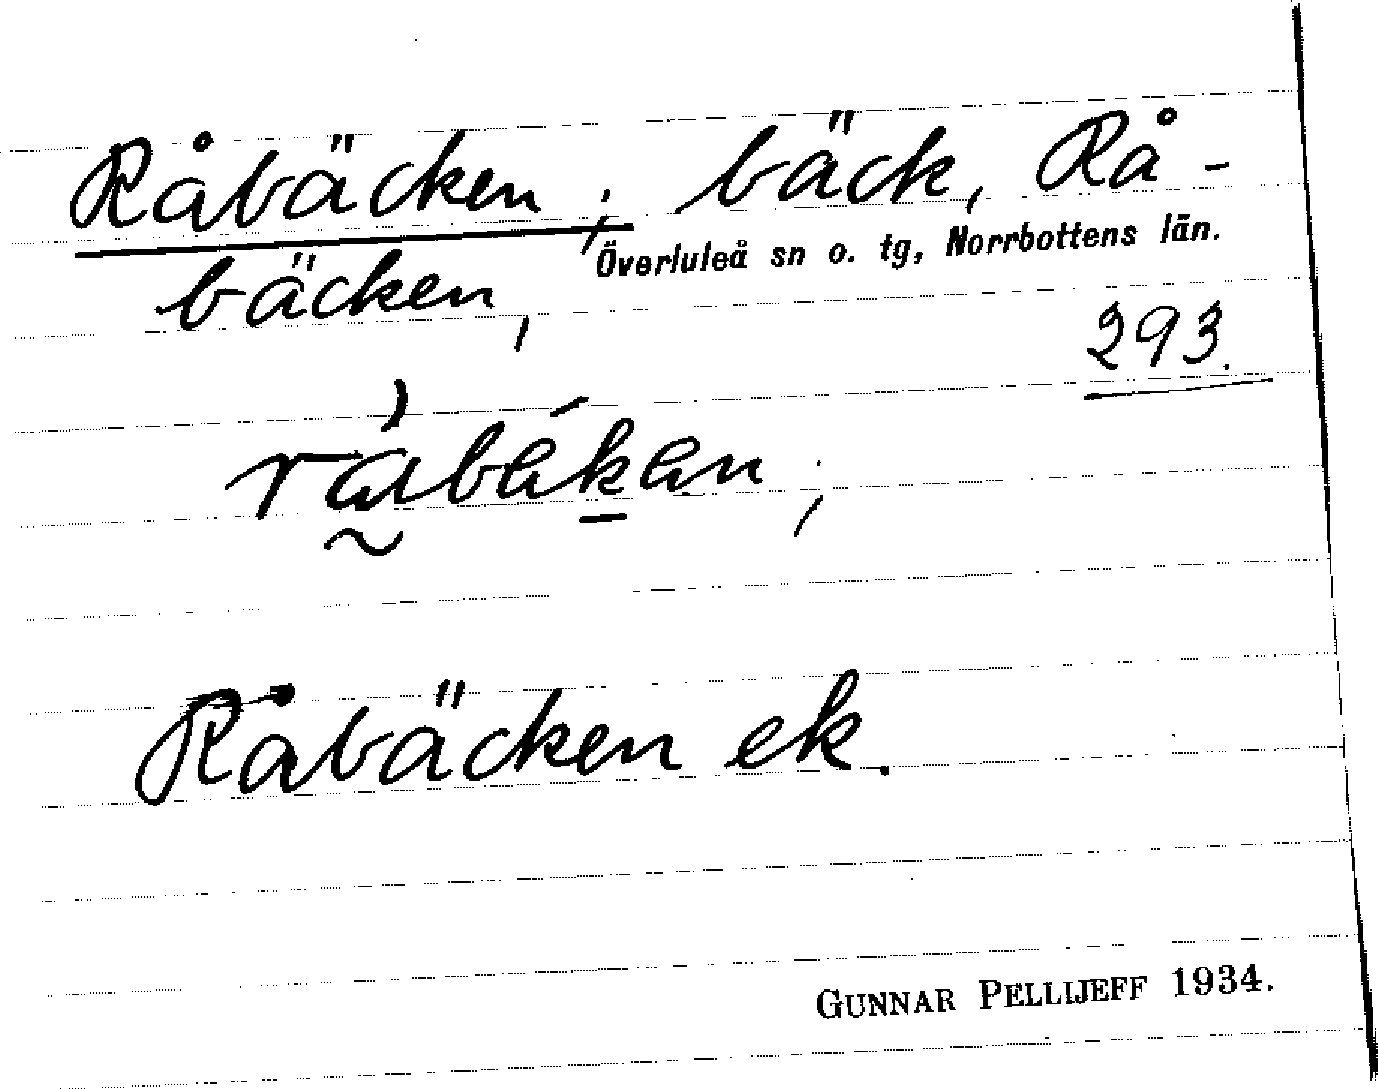 Råbäcken; bäck, Rå-
Överluleå sn o. tg, Norrbottens län.
bäcken,
293.
råbäkan;
Råbäcken ek.
GUNNAR PELLIJEFF 1934.